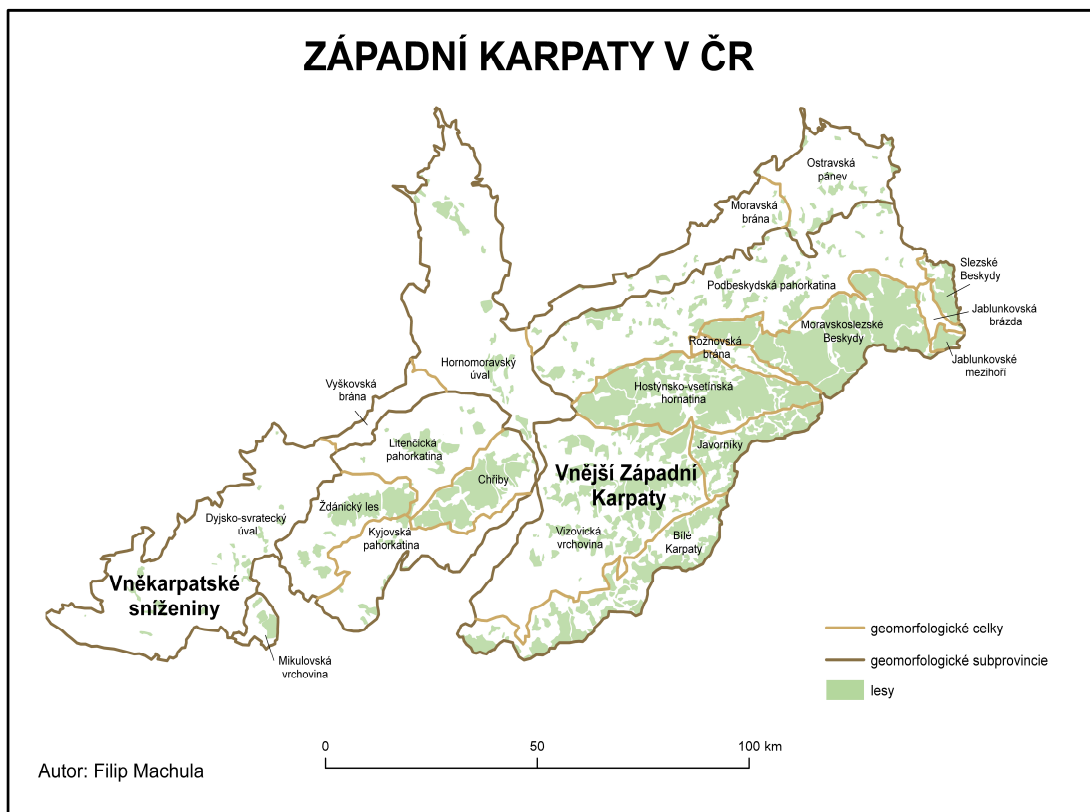 ZÁPADNÍ KARPATY V ČR
Ostravská
pánev
Moravská
brána
Slezské
Beskydy
Podbeskydská pahorkatina
Jablunkovská
brázda
Moravskoslezské
Beskydy
Rožnovská
brána
Jablunkovské
mezihoří
Hornomoravský
úval
Vyškovská
brána
Hostýnsko-vsetínská
hornatina
Litenčická
pahorkatina
Javorníky
Vnější Západní
Karpaty
Chřiby
Ždánický les
Dyjsko-svratecký
úval
Kyjovská
pahorkatina
Vizovická
vrchovina
Bílé
Karpaty
Vněkarpatské
sníženiny
Mikulovská
vrchovina
geomorfologické celky
geomorfologické subprovincie
lesy
0 50 100 km
Autor: Filip Machula